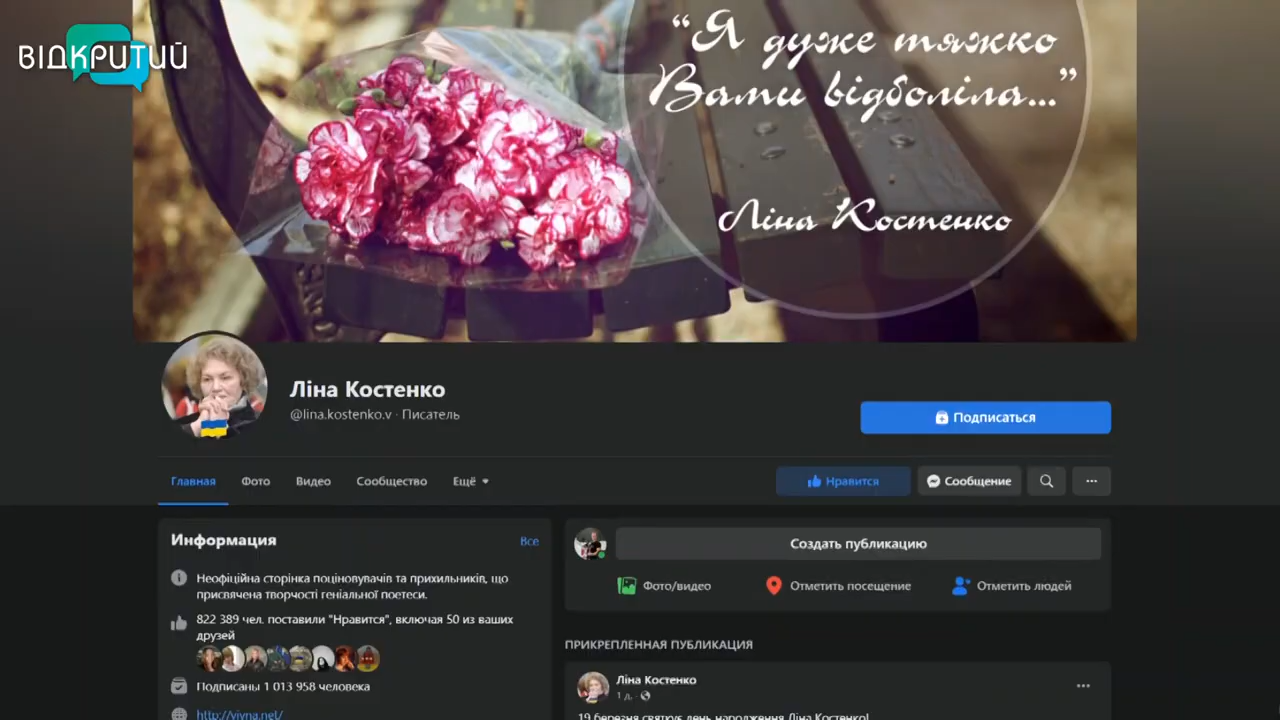 ВІДКРИТИЙ
“Я дуже тяжко
Вами відболіла...”
Ліна Костенко
Ліна Костенко
@lina.kostenko.v · Писатель
Подписаться
Главная
Фото
Видео
Сообщество
Ещё
Нравится
Сообщение
Информация
Все
Неофіційна сторінка поціновувачів та прихильників, що
присвячена творчості геніальної поетеси.
822 389 чел. поставили "Нравится", включая 50 из ваших
друзей
Подписаны 1 013 958 человека
http://vivna.net/
Создать публикацию
Фото/видео
Отметить посещение
Отметить людей
ПРИКРЕПЛЕННАЯ ПУБЛИКАЦИЯ
Ліна Костенко
1 д. ·
19 березня святкує день народження Ліна Костенко!